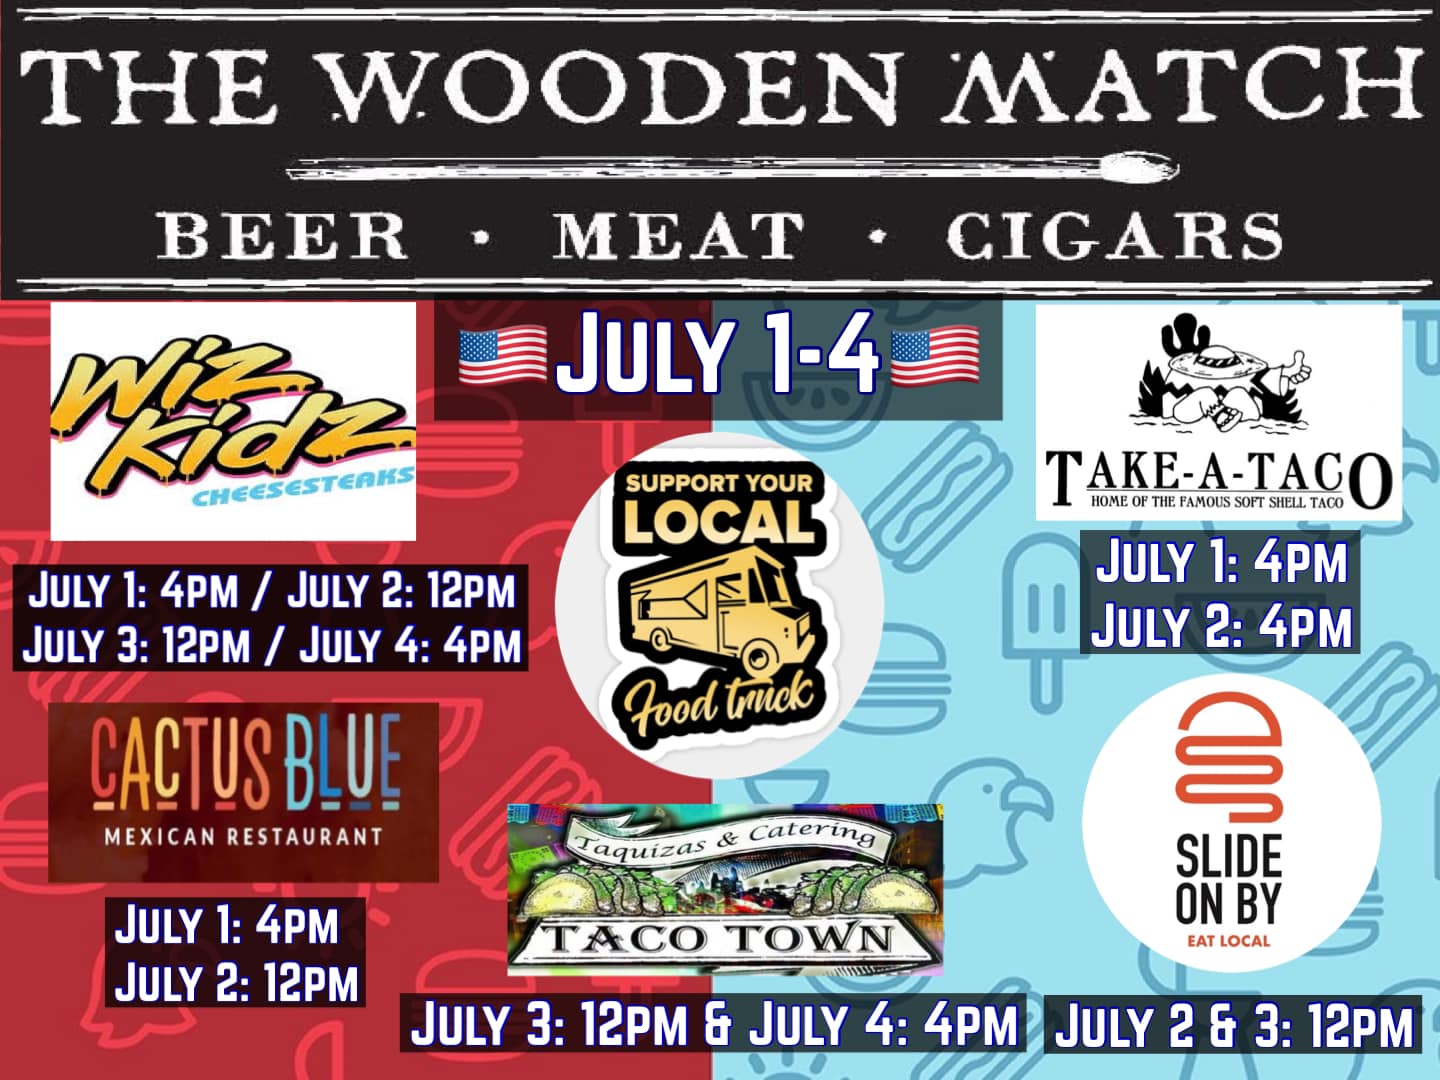 THE WOODEN MATCH
BEER · MEAT · CIGARS
JULY 1-4
Wiz
Kidz
CHEESESTEAKS
JULY 1: 4PM / JULY 2: 12PM
JULY 3: 12PM / JULY 4: 4PM
SUPPORT YOUR
LOCAL
Food truck
TAKE-A-TACO
HOME OF THE FAMOUS SOFT SHELL TACO
JULY 1: 4PM
JULY 2: 4PM
CACTUS BLUE
MEXICAN RESTAURANT
JULY 1: 4PM
JULY 2: 12PM
Taquizas & Catering
TACO TOWN
JULY 3: 12PM & JULY 4: 4PM
SLIDE
ON BY
EAT LOCAL
JULY 2 & 3: 12PM